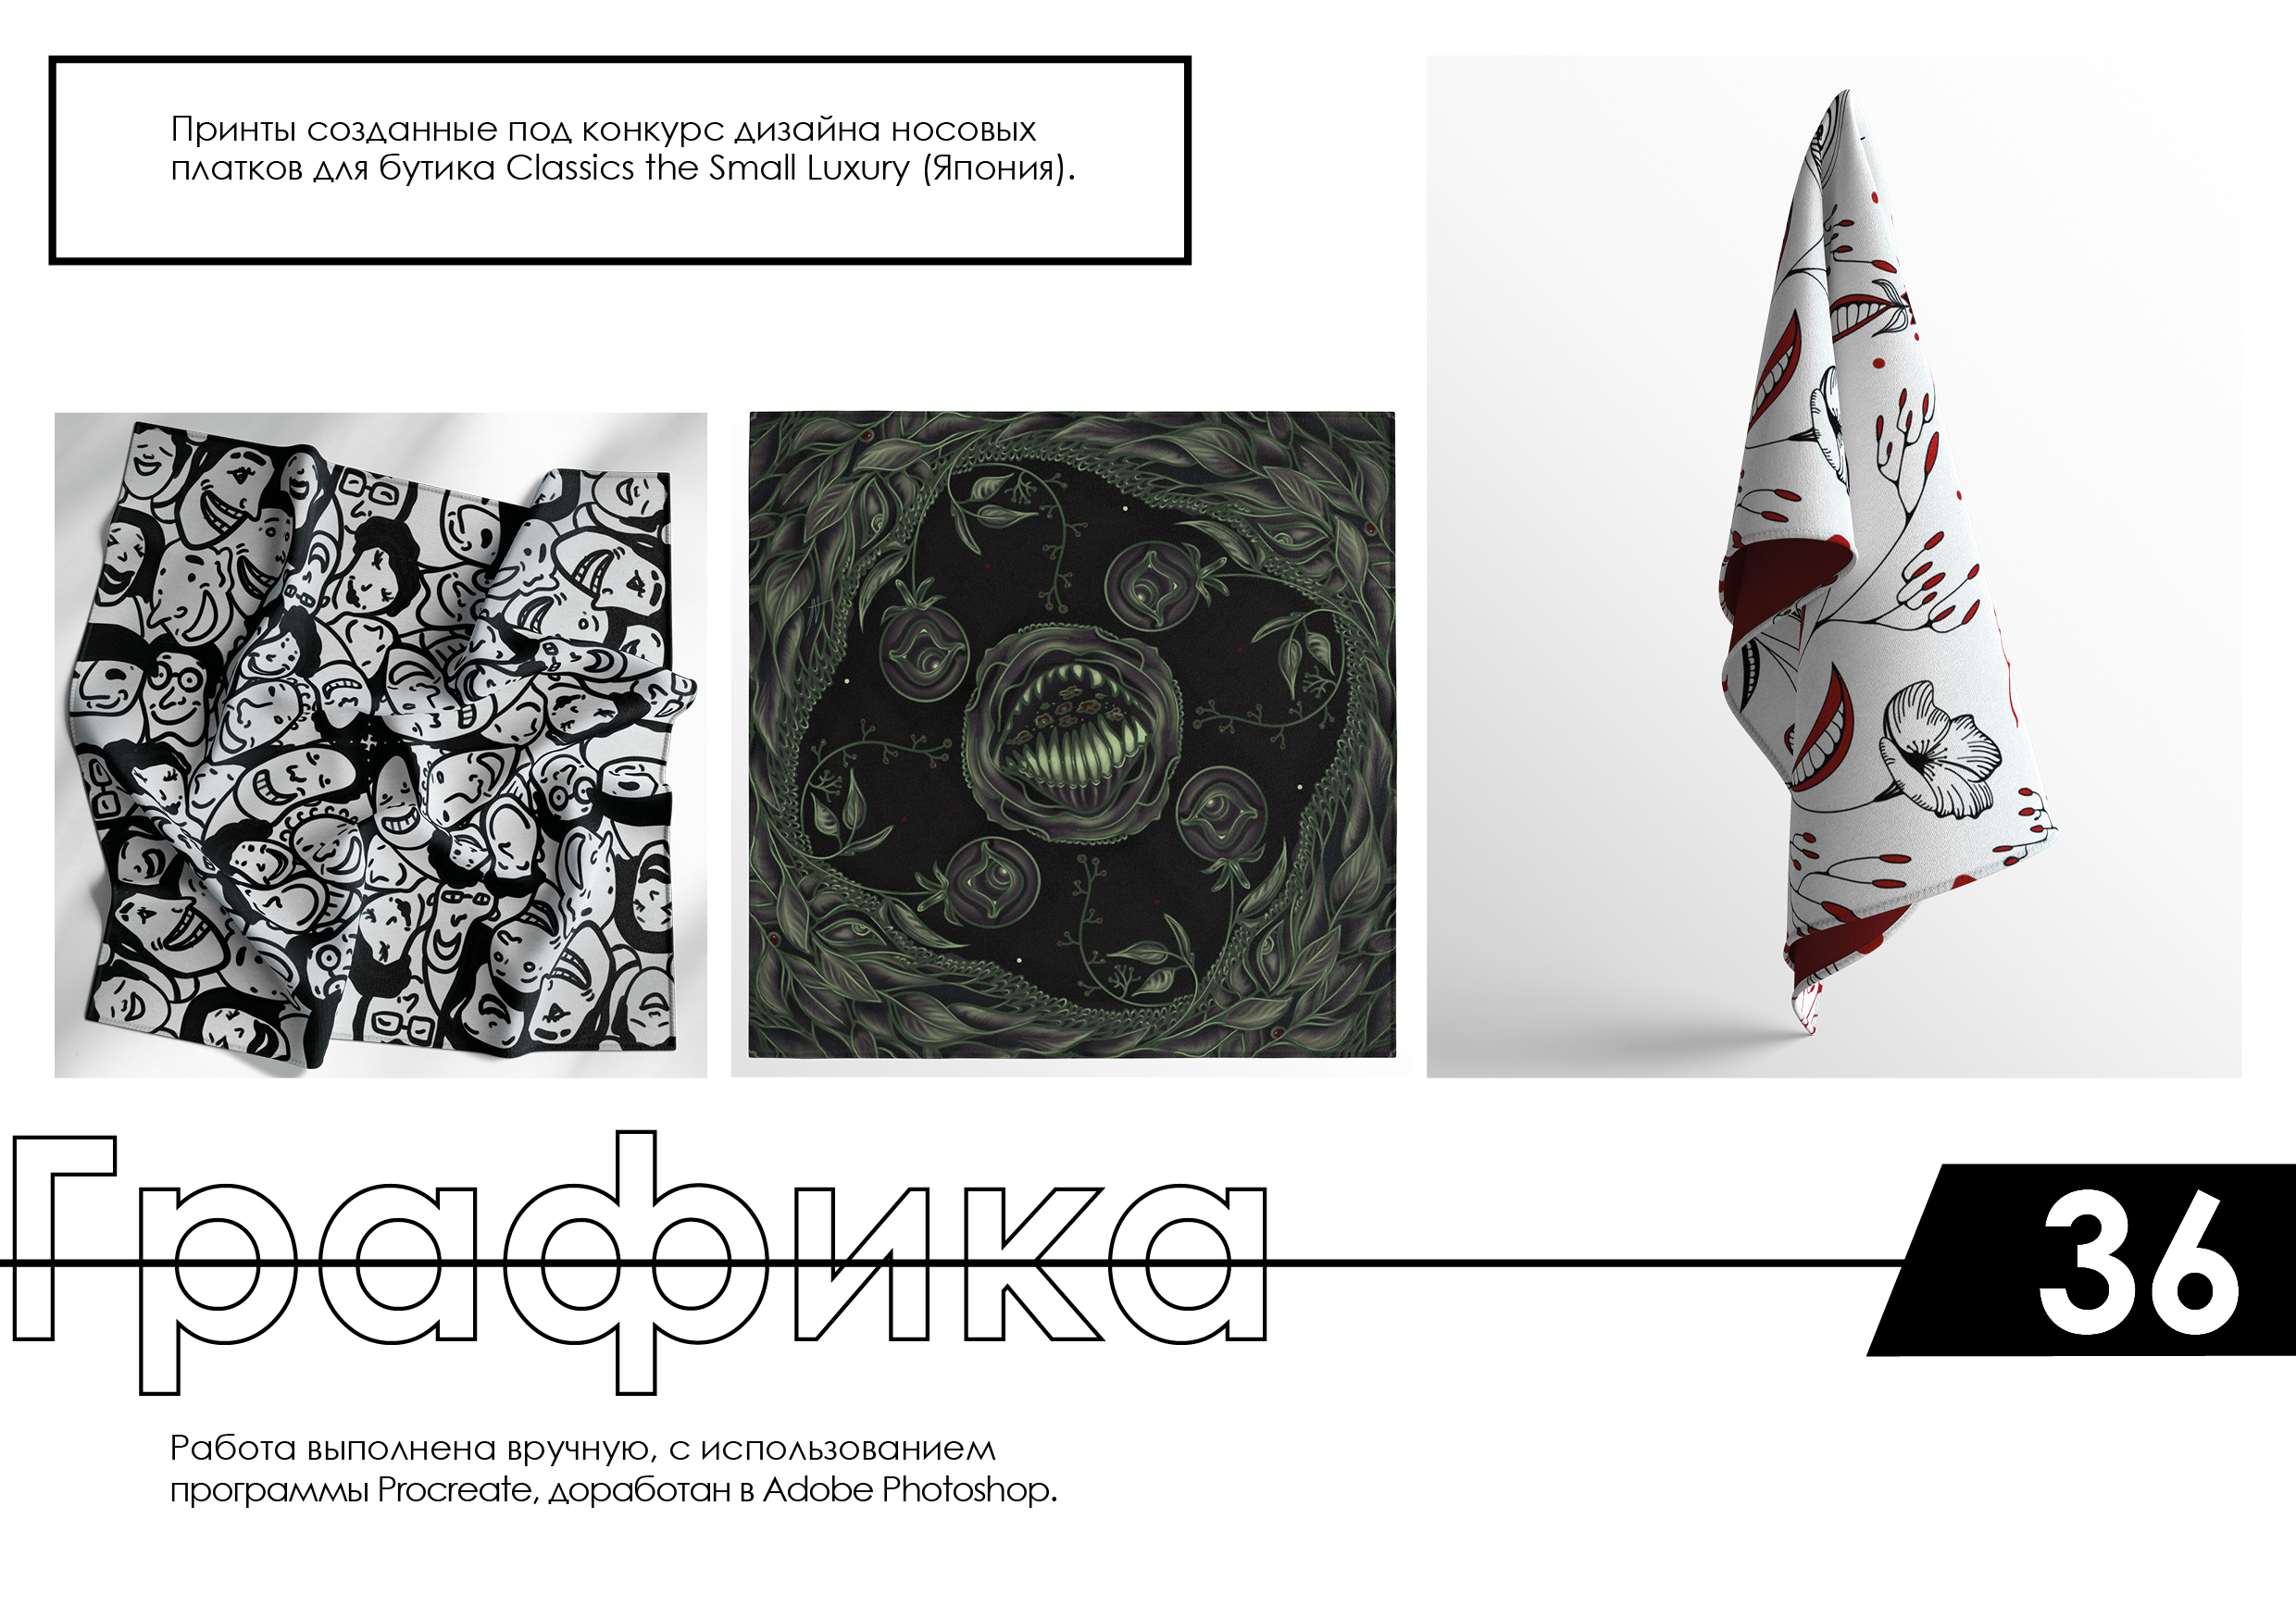 Принты созданные под конкурс дизайна носовых
платков для бутика Classics the Small Luxury (Япония).
Графика
36
Работа выполнена вручную, с использованием
программы Procreate, доработан в Adobe Photoshop.